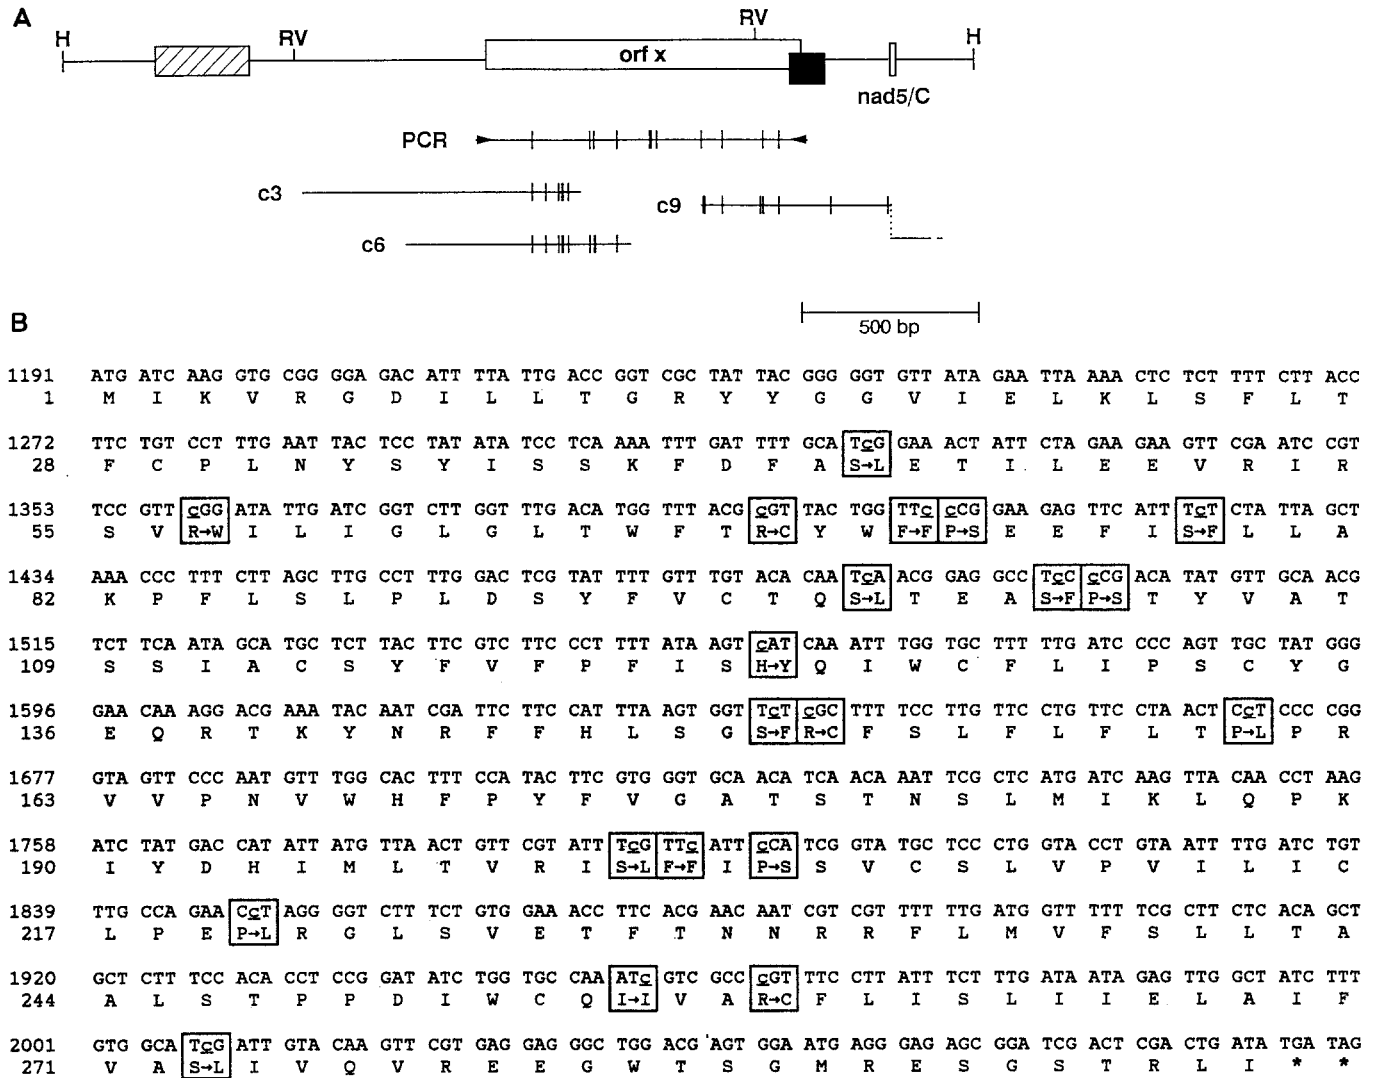 A
H
RV
orf x
RV
H
nad5/C
PCR
c3
c9
c6
500 bp
B
1191 ATG ATC AAG GTG CGG GGA GAC ATT TTA TTG ACC GGT CGC TAT TAC GGG GGT GTT ATA GAA TTA AAA CTC TCT TTT CTT ACC
1 M I K V R G D I L L T G R Y Y G G V I E L K L S F L T
1272 TTC TGT CCT TTG AAT TAC TCC TAT ATA TCC TCA AAA TTT GAT TTT GCA TcG GAA ACT ATT CTA GAA GAA GTT CGA ATC CGT
28 F C P L N Y S Y I S S K F D F A S→L E T I L E E V R I R
1353 TCC GTT cGG ATA TTG ATC GGT CTT GGT TTG ACA TGG TTT ACG cGT TAC TGG TTc cCG GAA GAG TTC ATT TcT CTA TTA GCT
55 S V R→W I L I G L G L T W F T R→C Y W F→F P→S E E F I S→F L L A
1434 AAA CCC TTT CTT AGC TTG CCT TTG GAC TCG TAT TTT GTT TGT ACA CAA TcA ACG GAG GCC TcC cCG ACA TAT GTT GCA ACG
82 K P F L S L P L D S Y F V C T Q S→L T E A S→F P→S T Y V A T
1515 TCT TCA ATA GCA TGC TCT TAC TTC GTC TTC CCT TTT ATA AGT cAT CAA ATT TGG TGC TTT TTG ATC CCC AGT TGC TAT GGG
109 S S I A C S Y F V F P F I S H→Y Q I W C F L I P S C Y G
1596 GAA CAA AGG ACG AAA TAC AAT CGA TTC TTC CAT TTA AGT GGT TcT cGC TTT TCC TTG TTC CTG TTC CTA ACT CcT CCC CGG
136 E Q R T K Y N R F F H L S G S→F R→C F S L F L F L T P→L P R
1677 GTA GTT CCC AAT GTT TGG CAC TTT CCA TAC TTC GTG GGT GCA ACA TCA ACA AAT TCG CTC ATG ATC AAG TTA CAA CCT AAG
163 V V P N V W H F P Y F V G A T S T N S L M I K L Q P K
1758 ATC TAT GAC CAT ATT ATG TTA ACT GTT CGT ATT TcG TTc ATT cCA TCG GTA TGC TCC CTG GTA CCT GTA ATT TTG ATC TGT
190 I Y D H I M L T V R I S→L F→F I P→S S V C S L V P V I L I C
1839 TTG CCA GAA CcT AGG GGT CTT TCT GTG GAA ACC TTC ACG AAC AAT CGT CGT TTT TTG ATG GTT TTT TCG CTT CTC ACA GCT
217 L P E P→L R G L S V E T F T N N R R F L M V F S L L T A
1920 GCT CTT TCC ACA CCT CCG GAT ATC TGG TGC CAA ATc GTC GCC cGT TTC CTT ATT TCT TTG ATA ATA GAG TTG GCT ATC TTT
244 A L S T P P D I W C Q I→I V A R→C F L I S L I I E L A I F
2001 GTG GCA TcG ATT GTA CAA GTT CGT GAG GAG GGC TGG ACG AGT GGA ATG AGG GAG AGC GGA TCG ACT CGA CTG ATA TGA TAG
271 V A S→L I V Q V R E E G W T S G M R E S G S T R L I * *